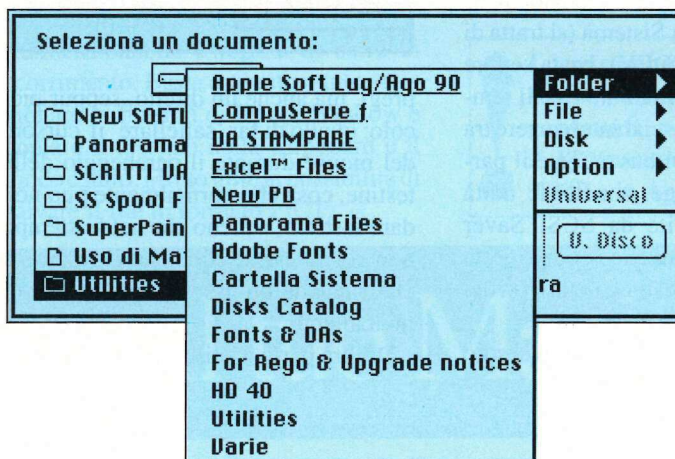 Seleziona un documento:
New SOFTL
Panorama
SCRITTI VA
SS Spool F
SuperPain
Uso di Ma
Utilities
Apple Soft Lug/Ago 90
CompuServe ƒ
DA STAMPARE
Excel™ Files
New PD
Panorama Files
Adobe Fonts
Cartella Sistema
Disks Catalog
Fonts & DAs
For Rego & Upgrade notices
HD 40
Utilities
Varie
Folder
File
Disk
Option
Universal
U. Disco
ra